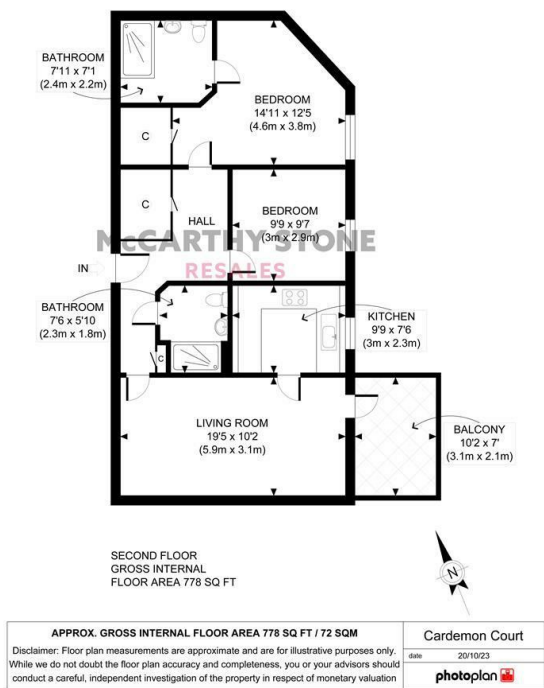 BATHROOM
7'11 x 7'1
(2.4m x 2.2m)
BEDROOM
14'11 x 12'5
(4.6m x 3.8m)
C
C
HALL
BEDROOM
9'9 x 9'7
(3m x 2.9m)
McCARTHY STONE
RESALES
IN
BATHROOM
7'6 x 5'10
(2.3m x 1.8m)
KITCHEN
9'9 x 7'6
(3m x 2.3m)
C
LIVING ROOM
19'5 x 10'2
(5.9m x 3.1m)
BALCONY
10'2 x 7'
(3.1m x 2.1m)
SECOND FLOOR
GROSS INTERNAL
FLOOR AREA 778 SQ FT
N
APPROX. GROSS INTERNAL FLOOR AREA 778 SQ FT / 72 SQM
Disclaimer: Floor plan measurements are approximate and are for illustrative purposes only.
While we do not doubt the floor plan accuracy and completeness, you or your advisors should
conduct a careful, independent investigation of the property in respect of monetary valuation
Cardemon Court
date 20/10/23
photoplan